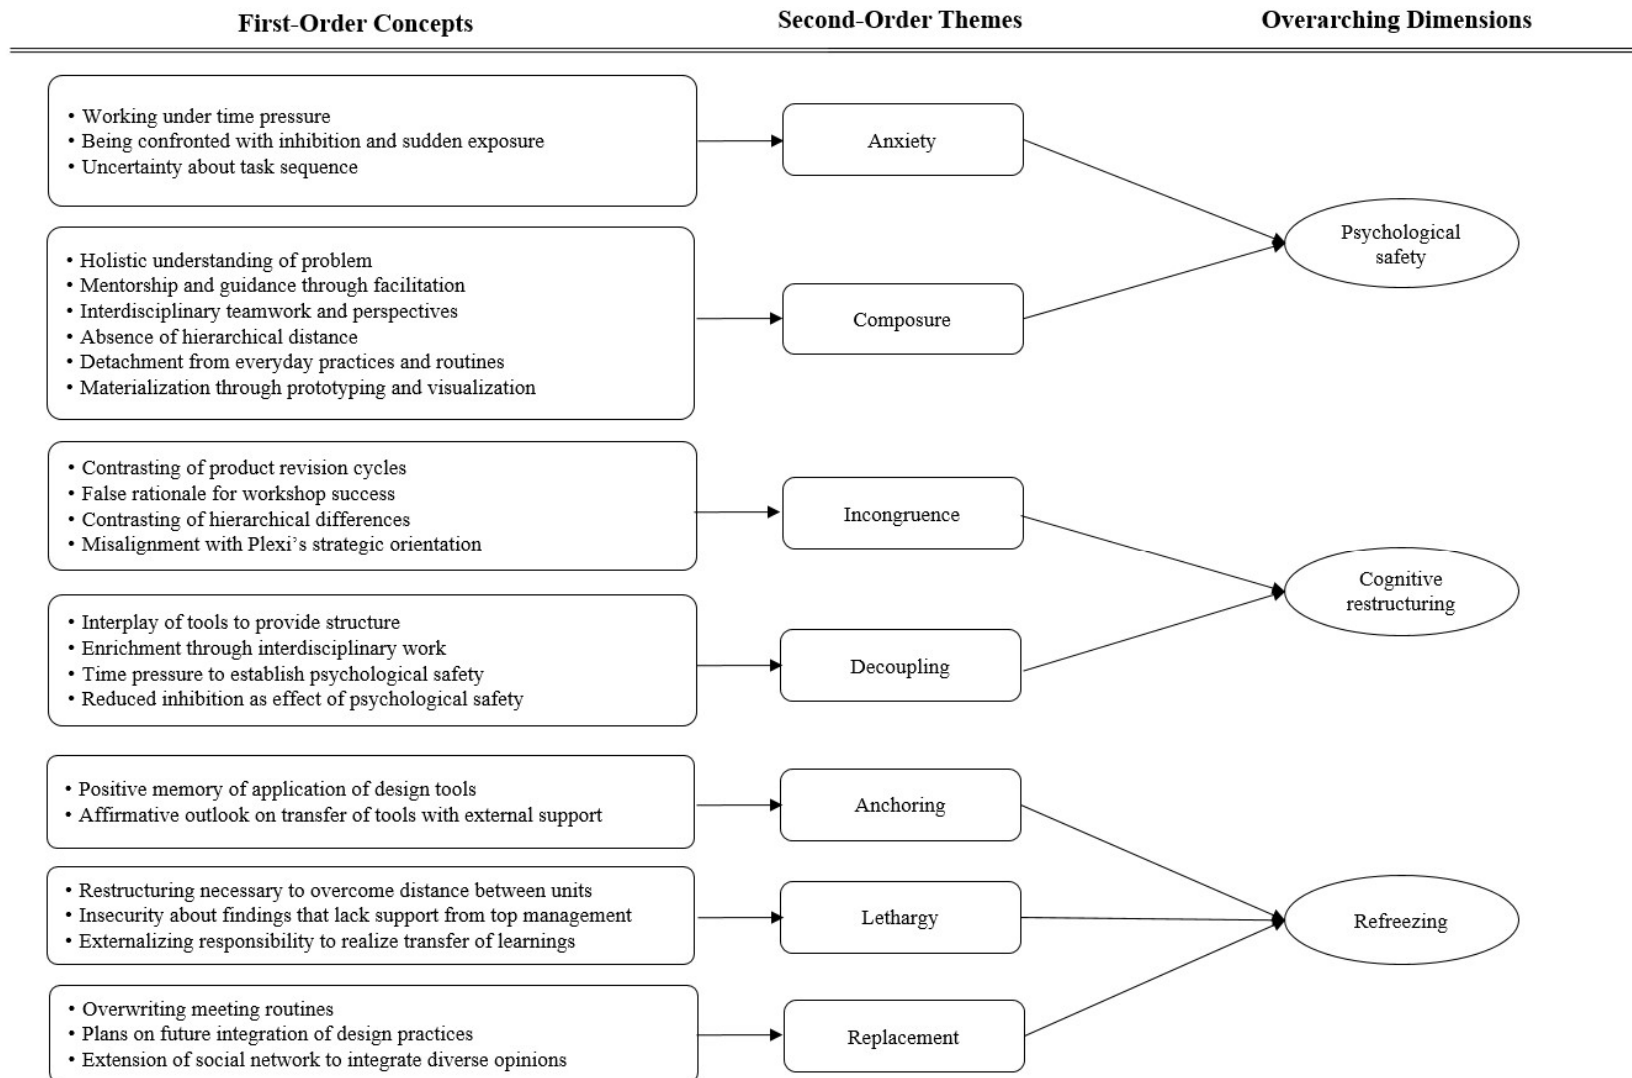 First-Order Concepts
Second-Order Themes
Overarching Dimensions
• Working under time pressure
• Being confronted with inhibition and sudden exposure
• Uncertainty about task sequence
Anxiety
• Holistic understanding of problem
• Mentorship and guidance through facilitation
• Interdisciplinary teamwork and perspectives
• Absence of hierarchical distance
• Detachment from everyday practices and routines
• Materialization through prototyping and visualization
Composure
Psychological
safety
• Contrasting of product revision cycles
• False rationale for workshop success
• Contrasting of hierarchical differences
• Misalignment with Plexi’s strategic orientation
Incongruence
• Interplay of tools to provide structure
• Enrichment through interdisciplinary work
• Time pressure to establish psychological safety
• Reduced inhibition as effect of psychological safety
Decoupling
Cognitive
restructuring
• Positive memory of application of design tools
• Affirmative outlook on transfer of tools with external support
Anchoring
• Restructuring necessary to overcome distance between units
• Insecurity about findings that lack support from top management
• Externalizing responsibility to realize transfer of learnings
Lethargy
• Overwriting meeting routines
• Plans on future integration of design practices
• Extension of social network to integrate diverse opinions
Replacement
Refreezing